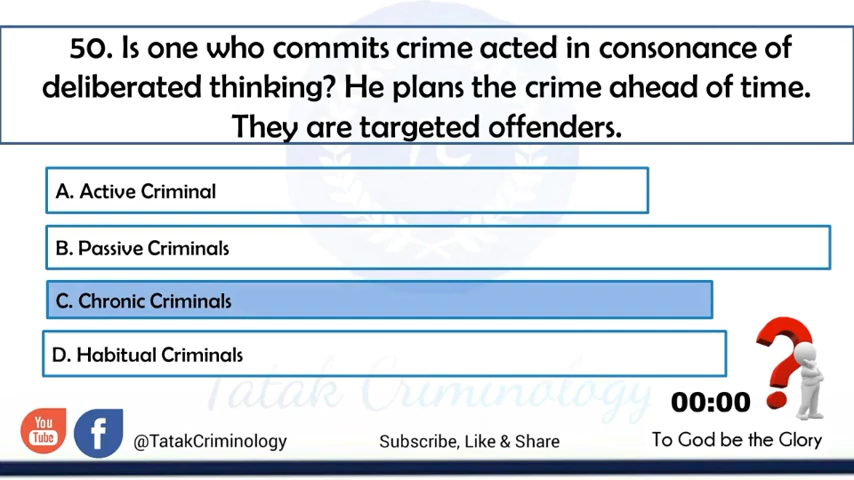 50. Is one who commits crime acted in consonance of
deliberated thinking? He plans the crime ahead of time.
They are targeted offenders.
A. Active Criminal
B. Passive Criminals
C. Chronic Criminals
D. Habitual Criminals
Tatak Criminology
00:00
You
Tube
f
@TatakCriminology
Subscribe, Like & Share
To God be the Glory